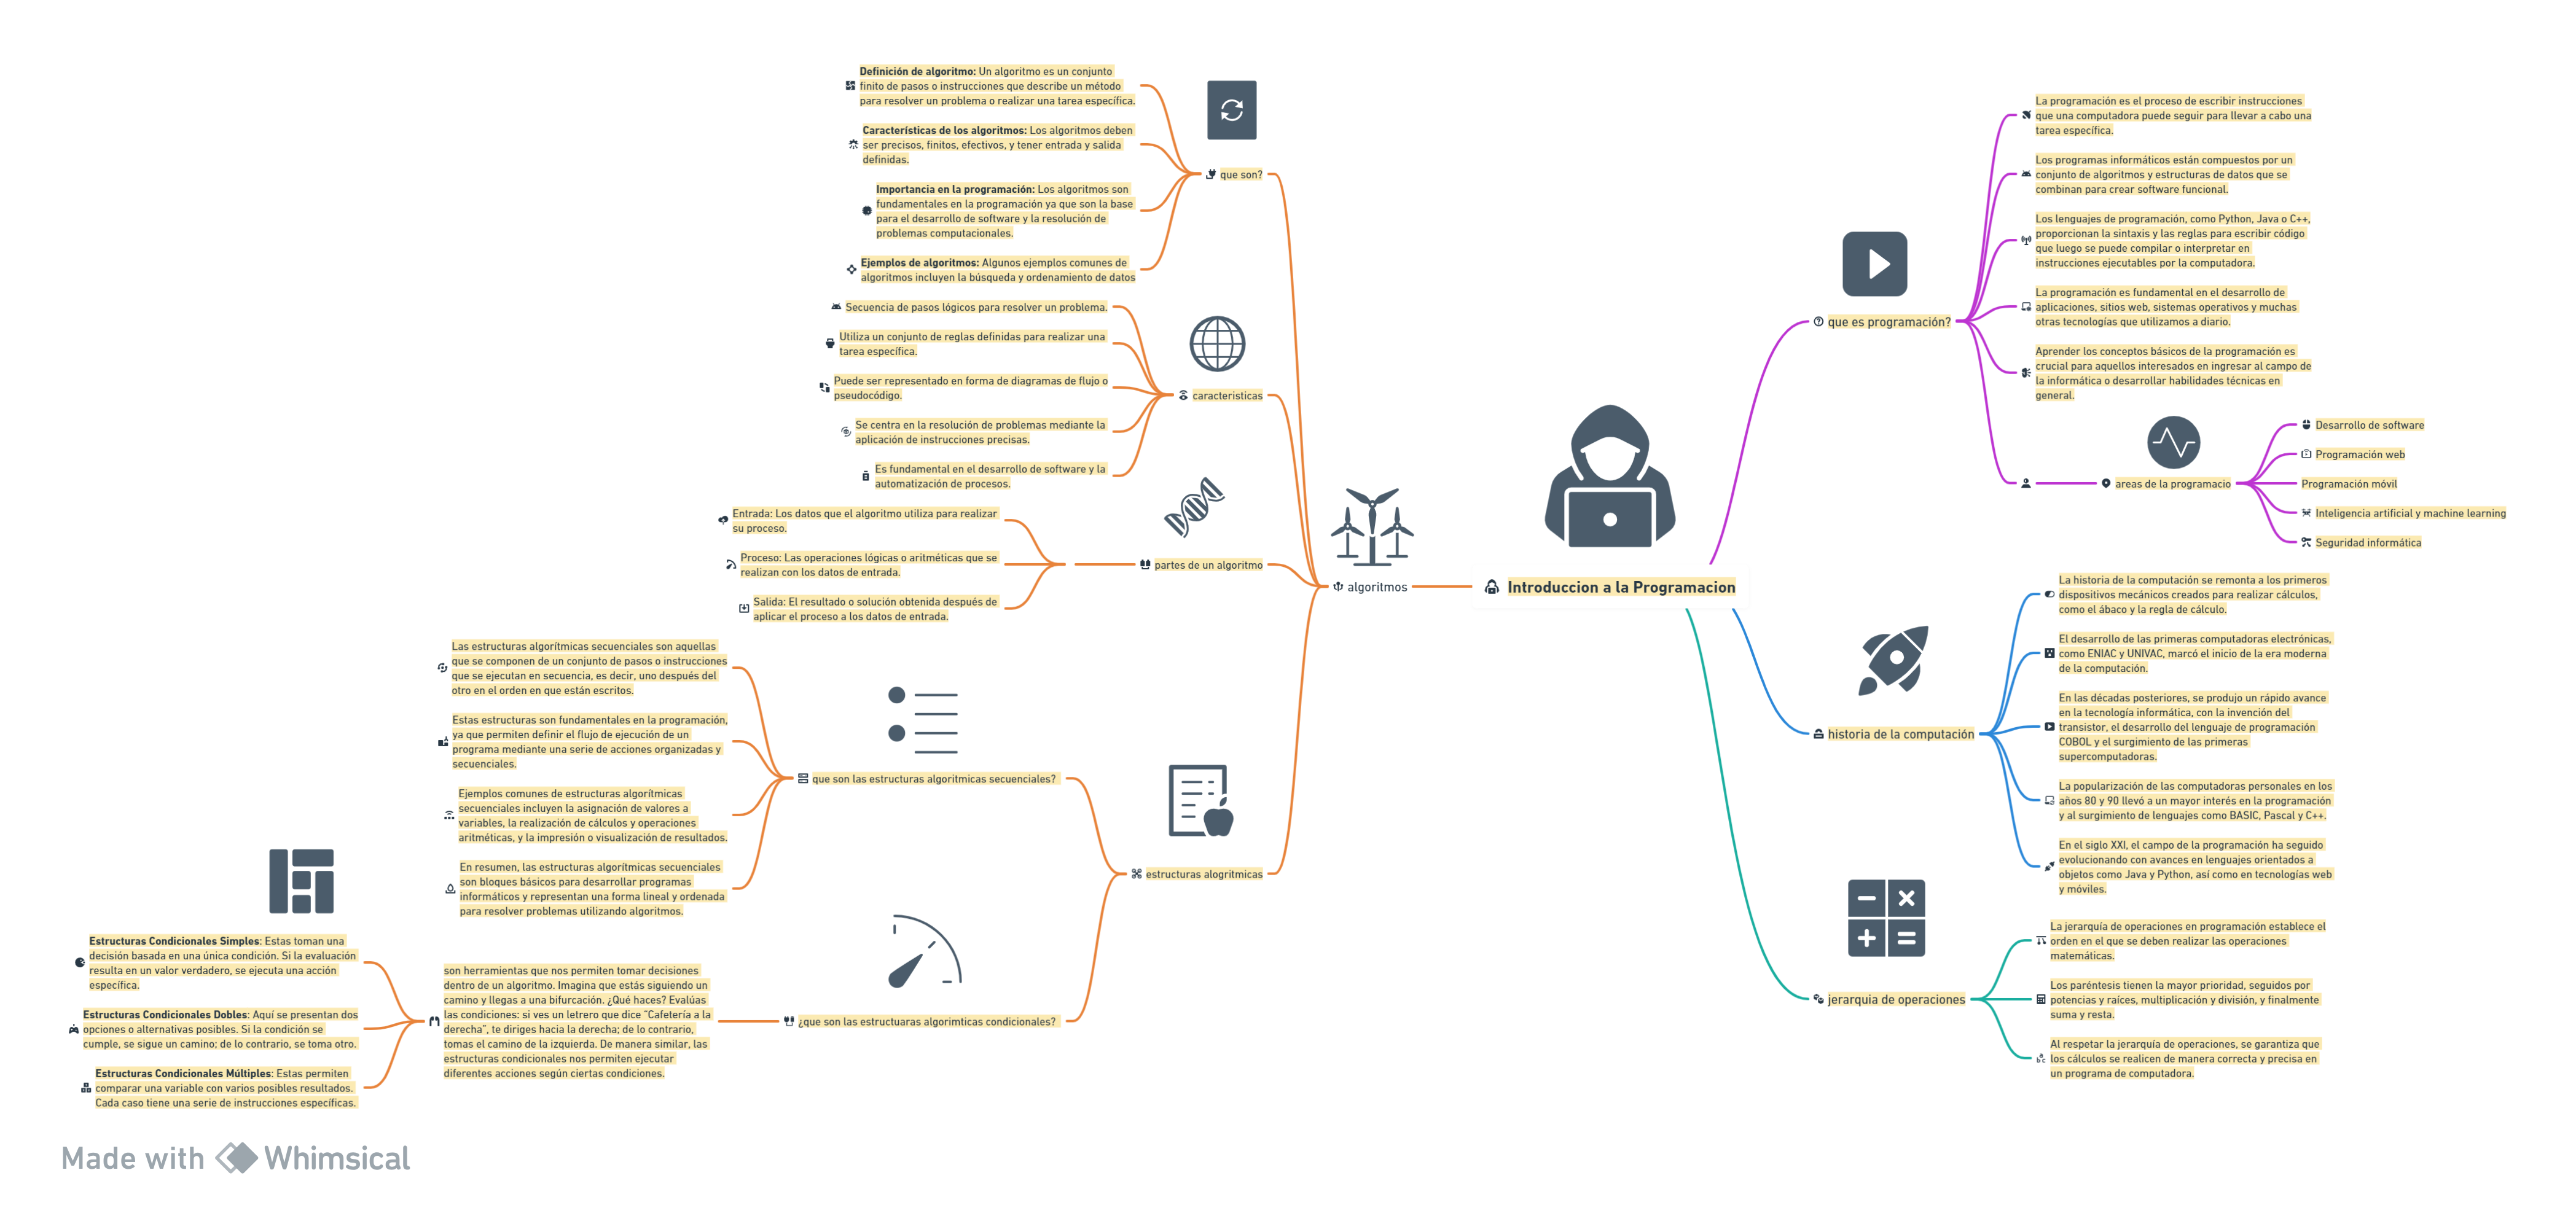 Introduccion a la Programacion
que es programación?
La programación es el proceso de escribir instrucciones
que una computadora puede seguir para llevar a cabo una
tarea específica.
Los programas informáticos están compuestos por un
conjunto de algoritmos y estructuras de datos que se
combinan para crear software funcional.
Los lenguajes de programación, como Python, Java o C++,
proporcionan la sintaxis y las reglas para escribir código
que luego se puede compilar o interpretar en
instrucciones ejecutables por la computadora.
La programación es fundamental en el desarrollo de
aplicaciones, sitios web, sistemas operativos y muchas
otras tecnologías que utilizamos a diario.
Aprender los conceptos básicos de la programación es
crucial para aquellos interesados en ingresar al campo de
la informática o desarrollar habilidades técnicas en
general.
areas de la programacio
Desarrollo de software
Programación web
Programación móvil
Inteligencia artificial y machine learning
Seguridad informática
historia de la computación
La historia de la computación se remonta a los primeros
dispositivos mecánicos creados para realizar cálculos,
como el ábaco y la regla de cálculo.
El desarrollo de las primeras computadoras electrónicas,
como ENIAC y UNIVAC, marcó el inicio de la era moderna
de la computación.
En las décadas posteriores, se produjo un rápido avance
en la tecnología informática, con la invención del
transistor, el desarrollo del lenguaje de programación
COBOL y el surgimiento de las primeras
supercomputadoras.
La popularización de las computadoras personales en los
años 80 y 90 llevó a un mayor interés en la programación
y al surgimiento de lenguajes como BASIC, Pascal y C++.
En el siglo XXI, el campo de la programación ha seguido
evolucionando con avances en lenguajes orientados a
objetos como Java y Python, así como en tecnologías web
y móviles.
jerarquia de operaciones
La jerarquía de operaciones en programación establece el
orden en el que se deben realizar las operaciones
matemáticas.
Los paréntesis tienen la mayor prioridad, seguidos por
potencias y raíces, multiplicación y división, y finalmente
suma y resta.
Al respetar la jerarquía de operaciones, se garantiza que
los cálculos se realicen de manera correcta y precisa en
un programa de computadora.
algoritmos
que son?
Definición de algoritmo: Un algoritmo es un conjunto
finito de pasos o instrucciones que describe un método
para resolver un problema o realizar una tarea específica.
Características de los algoritmos: Los algoritmos deben
ser precisos, finitos, efectivos, y tener entrada y salida
definidas.
Importancia en la programación: Los algoritmos son
fundamentales en la programación ya que son la base
para el desarrollo de software y la resolución de
problemas computacionales.
Ejemplos de algoritmos: Algunos ejemplos comunes de
algoritmos incluyen la búsqueda y ordenamiento de datos
caracteristicas
Secuencia de pasos lógicos para resolver un problema.
Utiliza un conjunto de reglas definidas para realizar una
tarea específica.
Puede ser representado en forma de diagramas de flujo o
pseudocódigo.
Se centra en la resolución de problemas mediante la
aplicación de instrucciones precisas.
Es fundamental en el desarrollo de software y la
automatización de procesos.
partes de un algoritmo
Entrada: Los datos que el algoritmo utiliza para realizar
su proceso.
Proceso: Las operaciones lógicas o aritméticas que se
realizan con los datos de entrada.
Salida: El resultado o solución obtenida después de
aplicar el proceso a los datos de entrada.
estructuras alogritmicas
que son las estructuras algoritmicas secuenciales?
Las estructuras algorítmicas secuenciales son aquellas
que se componen de un conjunto de pasos o instrucciones
que se ejecutan en secuencia, es decir, uno después del
otro en el orden en que están escritos.
Estas estructuras son fundamentales en la programación,
ya que permiten definir el flujo de ejecución de un
programa mediante una serie de acciones organizadas y
secuenciales.
Ejemplos comunes de estructuras algorítmicas
secuenciales incluyen la asignación de valores a
variables, la realización de cálculos y operaciones
aritméticas, y la impresión o visualización de resultados.
En resumen, las estructuras algorítmicas secuenciales
son bloques básicos para desarrollar programas
informáticos y representan una forma lineal y ordenada
para resolver problemas utilizando algoritmos.
¿que son las estructuaras algorimticas condicionales?
son herramientas que nos permiten tomar decisiones
dentro de un algoritmo. Imagina que estás siguiendo un
camino y llegas a una bifurcación. ¿Qué haces? Evalúas
las condiciones: si ves un letrero que dice "Cafetería a la
derecha", te diriges hacia la derecha; de lo contrario,
tomas el camino de la izquierda. De manera similar, las
estructuras condicionales nos permiten ejecutar
diferentes acciones según ciertas condiciones.
Estructuras Condicionales Simples: Estas toman una
decisión basada en una única condición. Si la evaluación
resulta en un valor verdadero, se ejecuta una acción
específica.
Estructuras Condicionales Dobles: Aquí se presentan dos
opciones o alternativas posibles. Si la condición se
cumple, se sigue un camino; de lo contrario, se toma otro.
Estructuras Condicionales Múltiples: Estas permiten
comparar una variable con varios posibles resultados.
Cada caso tiene una serie de instrucciones específicas.
Made with Whimsical